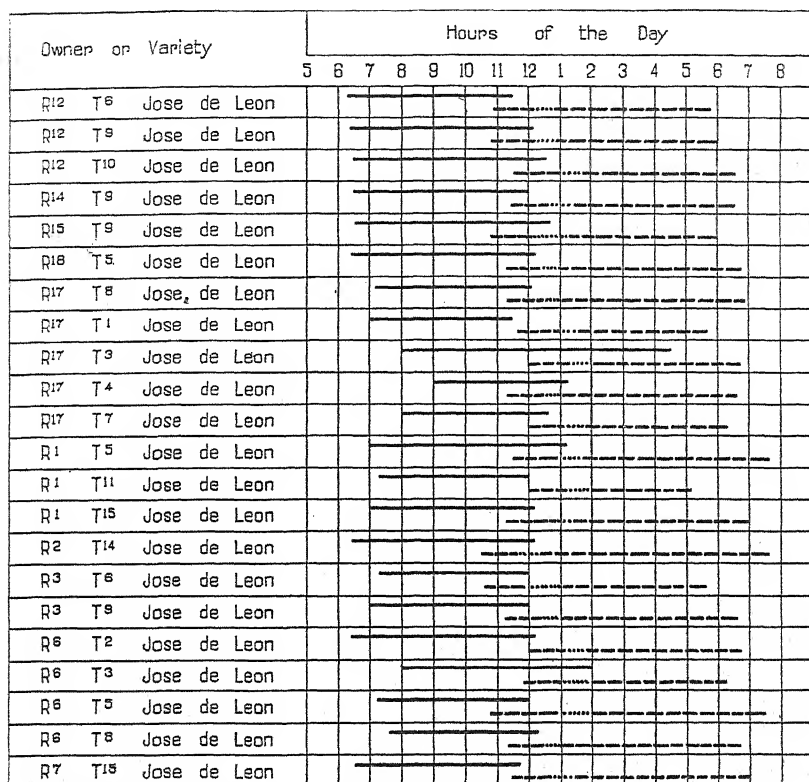 Owner or Variety
Hours of the Day
5 6 7 8 9 10 11 12 1 2 3 4 5 6 7 8
R12 T6 Jose de Leon
R12 T9 Jose de Leon
R12 T10 Jose de Leon
R14 T9 Jose de Leon
R15 T9 Jose de Leon
R18 T5 Jose de Leon
R17 T8 Jose de Leon
R17 T1 Jose de Leon
R17 T3 Jose de Leon
R17 T4 Jose de Leon
R17 T7 Jose de Leon
R1 T5 Jose de Leon
R1 T11 Jose de Leon
R1 T15 Jose de Leon
R2 T14 Jose de Leon
R3 T6 Jose de Leon
R3 T9 Jose de Leon
R6 T2 Jose de Leon
R6 T3 Jose de Leon
R6 T5 Jose de Leon
R6 T8 Jose de Leon
R7 T15 Jose de Leon